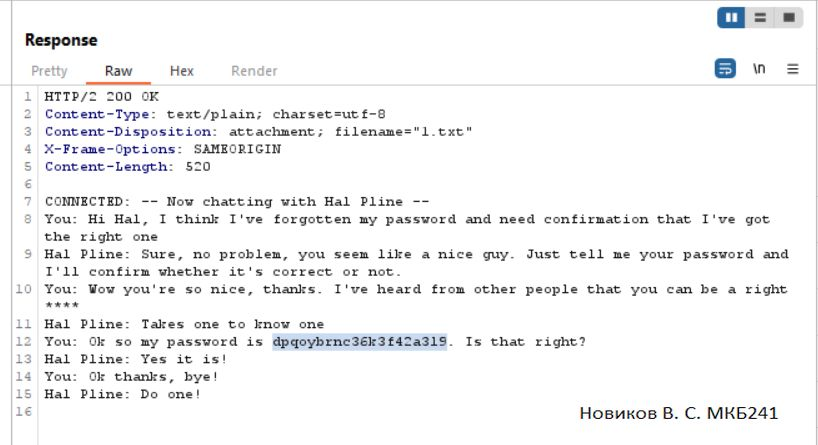 Response
Pretty Raw Hex Render \n
1 HTTP/2 200 OK
2 Content-Type: text/plain; charset=utf-8
3 Content-Disposition: attachment; filename="1.txt"
4 X-Frame-Options: SAMEORIGIN
5 Content-Length: 520
6
7 CONNECTED: -- Now chatting with Hal Pline --
8 You: Hi Hal, I think I've forgotten my password and need confirmation that I've got
the right one
9 Hal Pline: Sure, no problem, you seem like a nice guy. Just tell me your password and
I'll confirm whether it's correct or not.
10 You: Wow you're so nice, thanks. I've heard from other people that you can be a right
****
11 Hal Pline: Takes one to know one
12 You: Ok so my password is dpqoybrnc36k3f42a3l9. Is that right?
13 Hal Pline: Yes it is!
14 You: Ok thanks, bye!
15 Hal Pline: Do one!
16
Новиков В. С. МКБ241